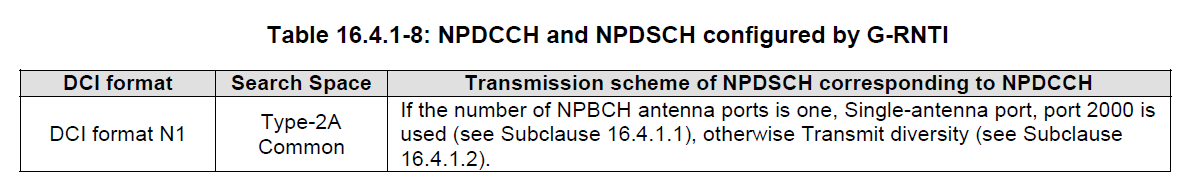 Table 16.4.1-8: NPDCCH and NPDSCH configured by G-RNTI
DCI format
Search Space
Transmission scheme of NPDSCH corresponding to NPDCCH
DCI format N1
Type-2A
Common
If the number of NPBCH antenna ports is one, Single-antenna port, port 2000 is
used (see Subclause 16.4.1.1), otherwise Transmit diversity (see Subclause
16.4.1.2).